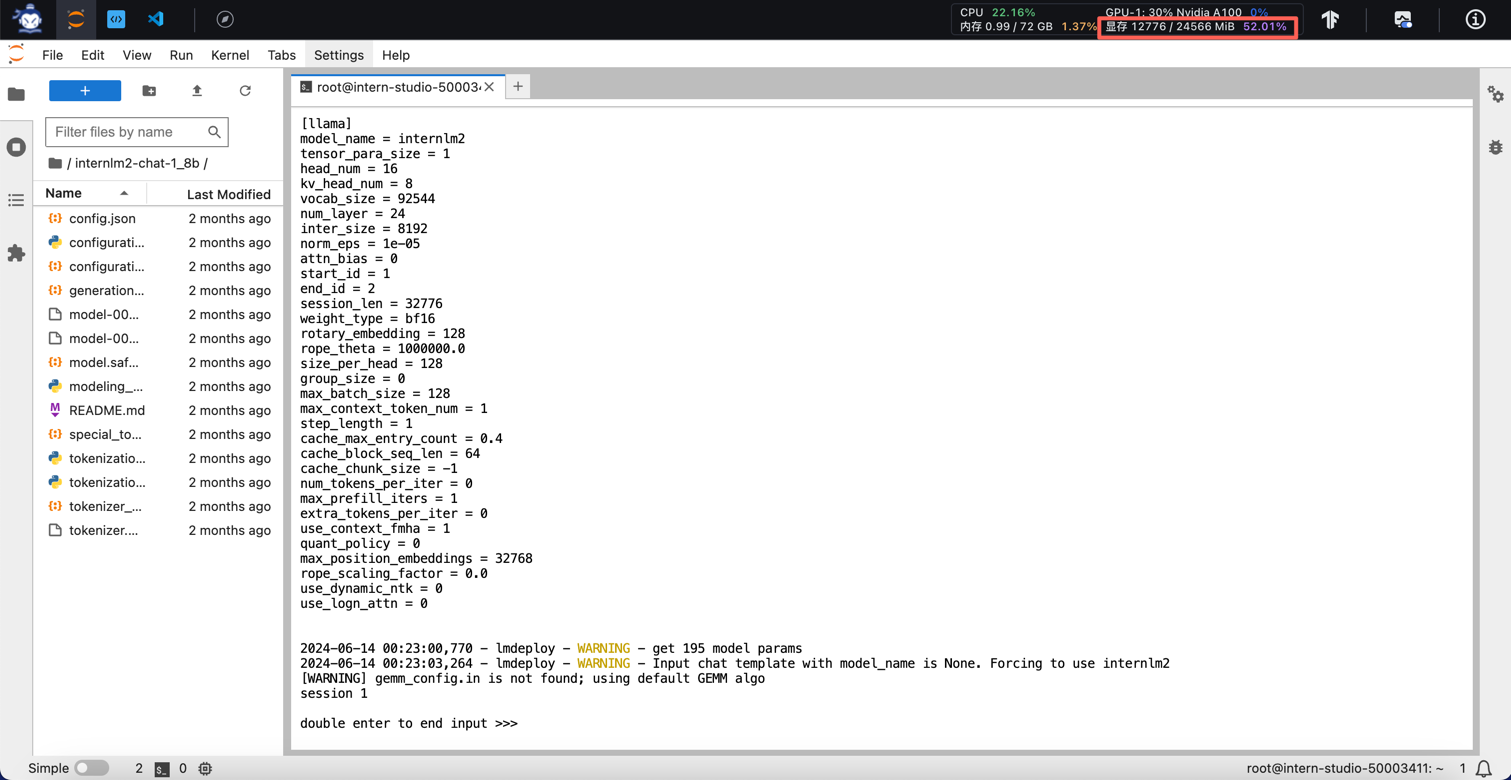 CPU 22.16% GPU-1: 30% Nvidia A100 0%
内存 0.99 / 72 GB 1.37% 显存 12776 / 24566 MiB 52.01%
File Edit View Run Kernel Tabs Settings Help
root@intern-studio-50003
Filter files by name
/ internlm2-chat-1_8b /
Name Last Modified
config.json 2 months ago
configurati... 2 months ago
configurati... 2 months ago
generation... 2 months ago
model-00... 2 months ago
model-00... 2 months ago
model.saf... 2 months ago
modeling_... 2 months ago
README.md 2 months ago
special_to... 2 months ago
tokenizatio... 2 months ago
tokenizatio... 2 months ago
tokenizer_... 2 months ago
tokenizer.... 2 months ago
[llama]
model_name = internlm2
tensor_para_size = 1
head_num = 16
kv_head_num = 8
vocab_size = 92544
num_layer = 24
inter_size = 8192
norm_eps = 1e-05
attn_bias = 0
start_id = 1
end_id = 2
session_len = 32776
weight_type = bf16
rotary_embedding = 128
rope_theta = 1000000.0
size_per_head = 128
group_size = 0
max_batch_size = 128
max_context_token_num = 1
step_length = 1
cache_max_entry_count = 0.4
cache_block_seq_len = 64
cache_chunk_size = -1
num_tokens_per_iter = 0
max_prefill_iters = 1
extra_tokens_per_iter = 0
use_context_fmha = 1
quant_policy = 0
max_position_embeddings = 32768
rope_scaling_factor = 0.0
use_dynamic_ntk = 0
use_logn_attn = 0
2024-06-14 00:23:00,770 - lmdeploy - WARNING - get 195 model params
2024-06-14 00:23:03,264 - lmdeploy - WARNING - Input chat template with model_name is None. Forcing to use internlm2
[WARNING] gemm_config.in is not found; using default GEMM algo
session 1
double enter to end input >>>
Simple 2 0 root@intern-studio-50003411: ~ 1